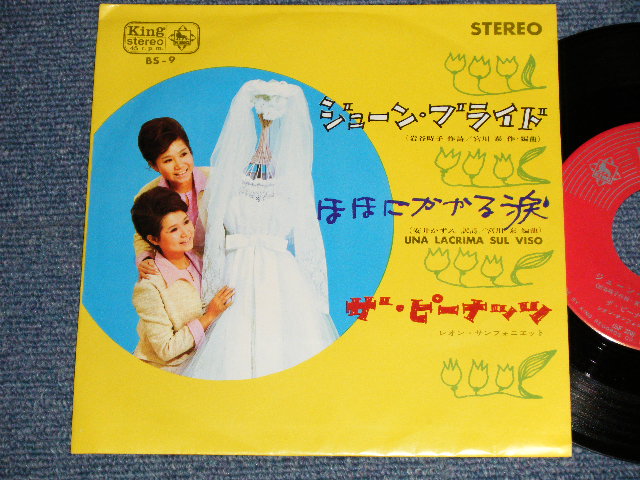 King
stereo
45 r.p.m.
BS-9
STEREO
ジューン・ブライド
(岩谷時子 作詩/宮川 泰 作・編曲)
ほほにかかる涙
(安井かずみ 訳詩/宮川 泰 編曲)
UNA LACRIMA SUL VISO
ザ・ピーナッツ
レオン・サンフォニエット